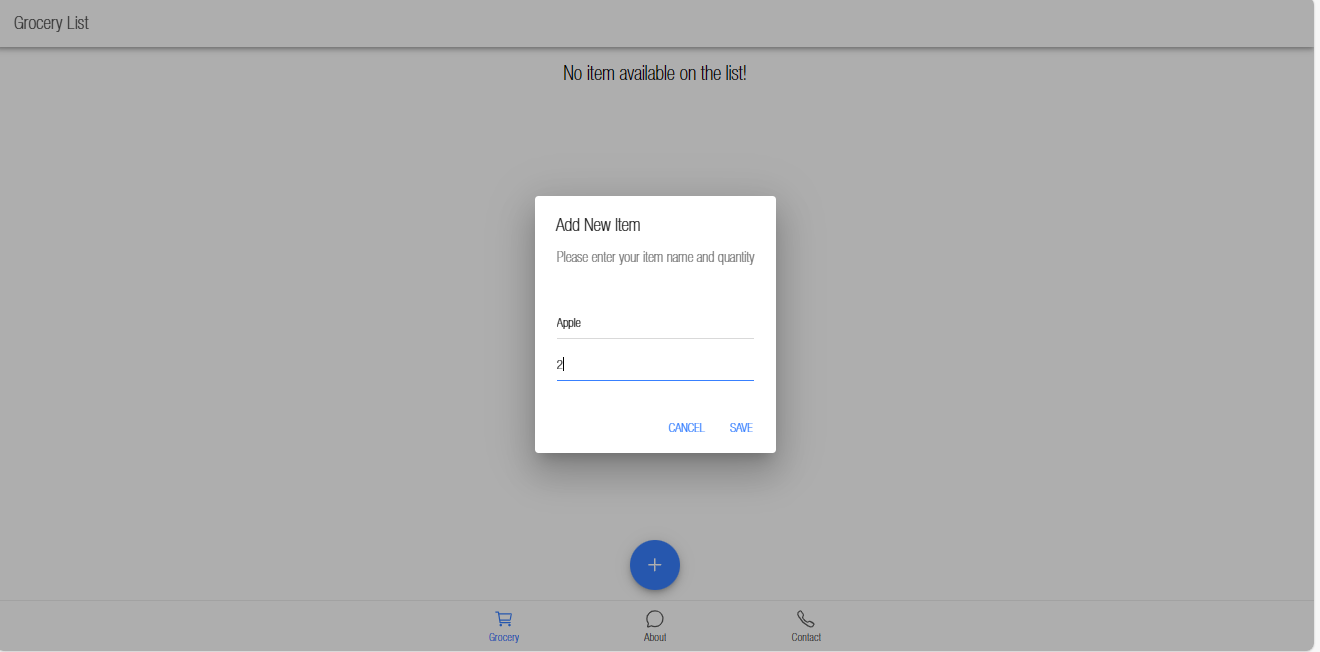 Grocery List
No item available on the list!
Add New Item
Please enter your item name and quantity
Apple
2
CANCEL SAVE
Grocery About Contact